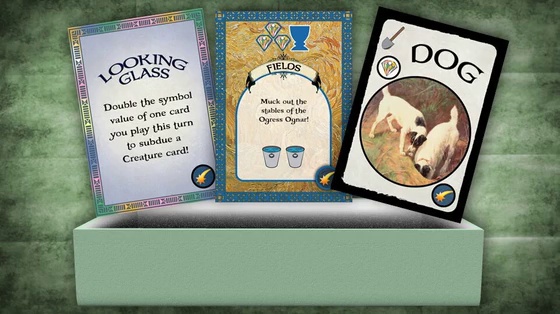 LOOKING
GLASS
Double the symbol
value of one card
you play this turn
to subdue a
Creature card!
FIELDS
Muck out the
stables of the
Ogress Ognar!
DOG